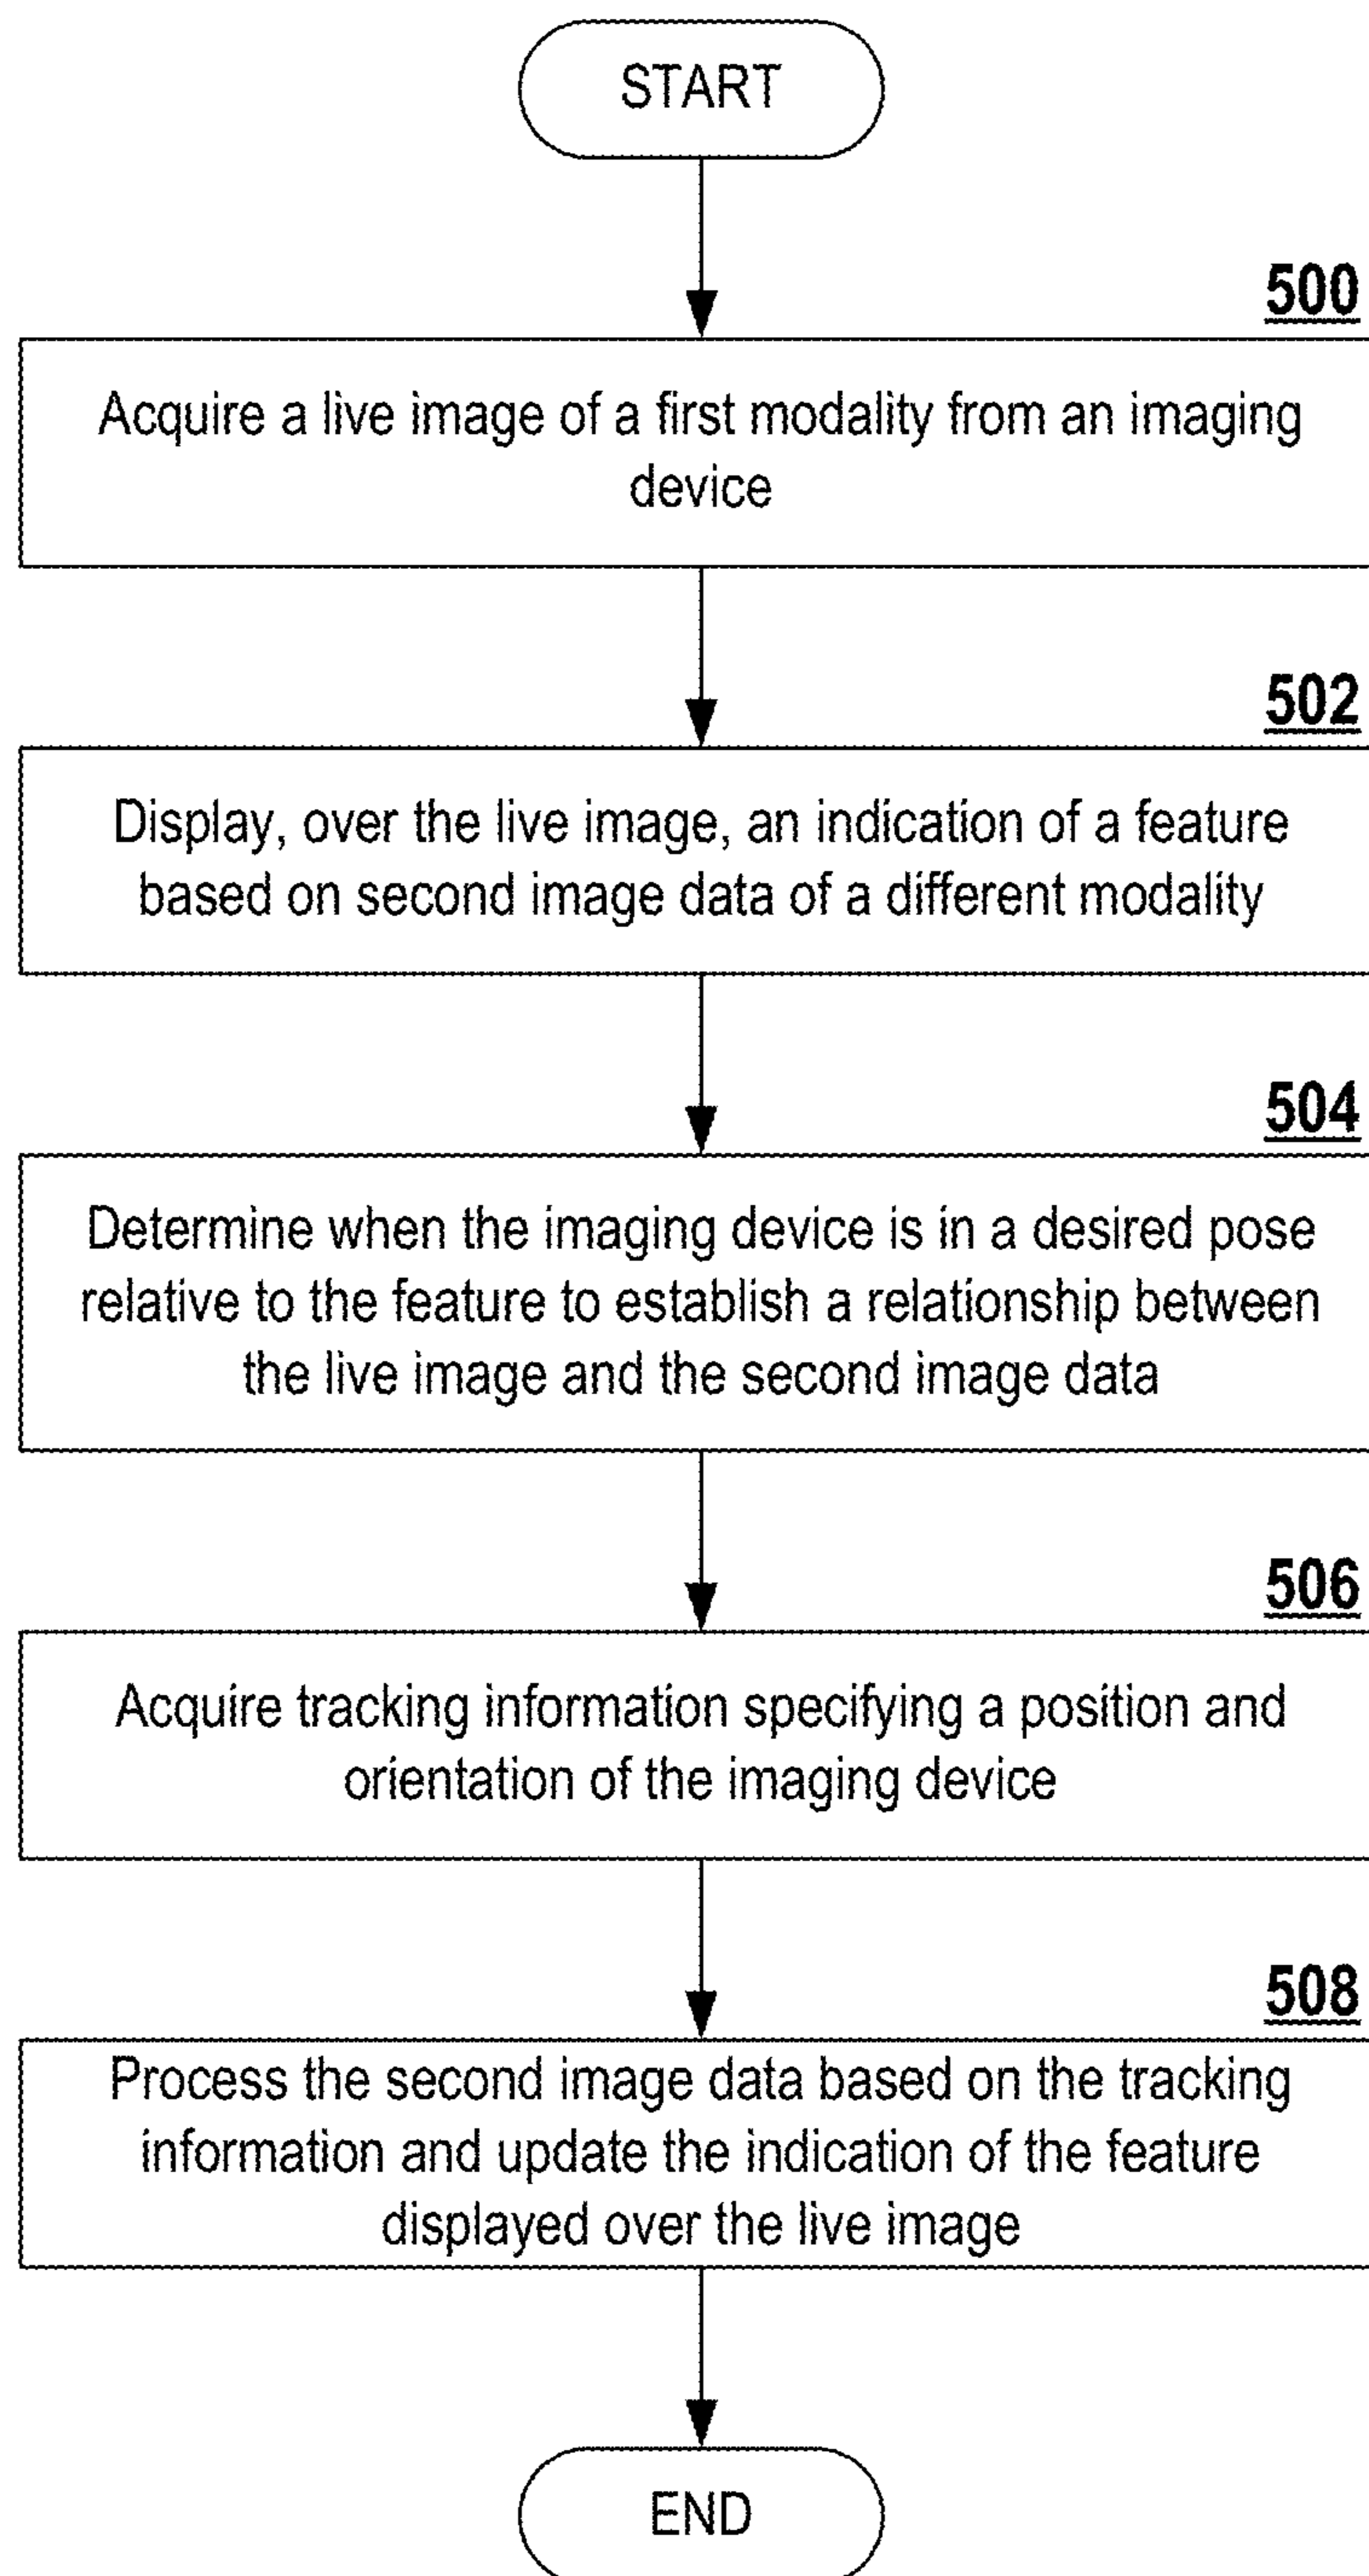 START
500
Acquire a live image of a first modality from an imaging
device
502
Display, over the live image, an indication of a feature
based on second image data of a different modality
504
Determine when the imaging device is in a desired pose
relative to the feature to establish a relationship between
the live image and the second image data
506
Acquire tracking information specifying a position and
orientation of the imaging device
508
Process the second image data based on the tracking
information and update the indication of the feature
displayed over the live image
END